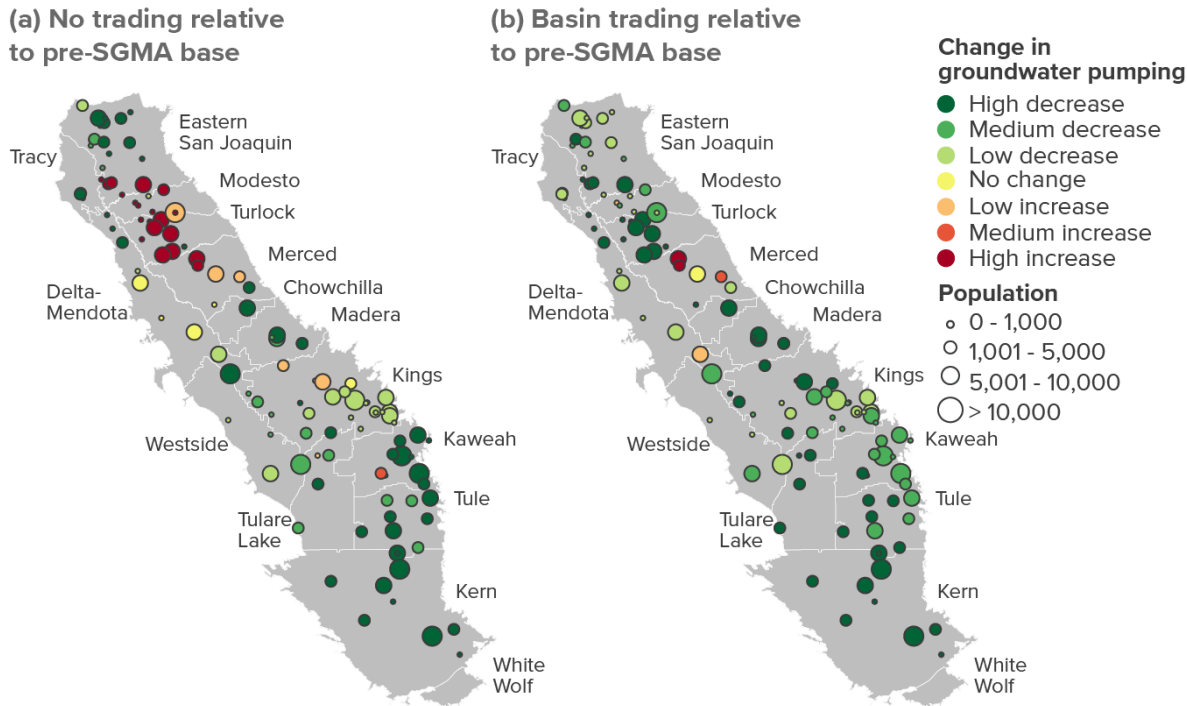 (a) No trading relative
to pre-SGMA base
(b) Basin trading relative
to pre-SGMA base
Eastern
San Joaquin
Tracy
Modesto
Turlock
Merced
Delta-
Mendota
Chowchilla
Madera
Kings
Westside
Kaweah
Tule
Tulare
Lake
Kern
White
Wolf
Eastern
San Joaquin
Tracy
Modesto
Turlock
Merced
Delta-
Mendota
Chowchilla
Madera
Kings
Westside
Kaweah
Tule
Tulare
Lake
Kern
White
Wolf
Change in
groundwater pumping
High decrease
Medium decrease
Low decrease
No change
Low increase
Medium increase
High increase
Population
0 - 1,000
1,001 - 5,000
5,001 - 10,000
> 10,000